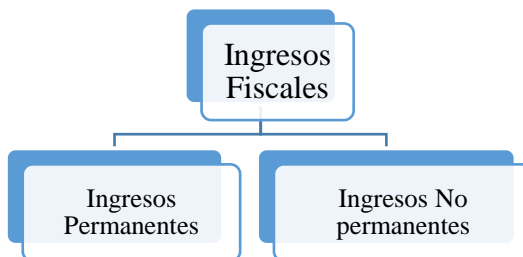 Ingresos
Fiscales
Ingresos
Permanentes
Ingresos No
permanentes